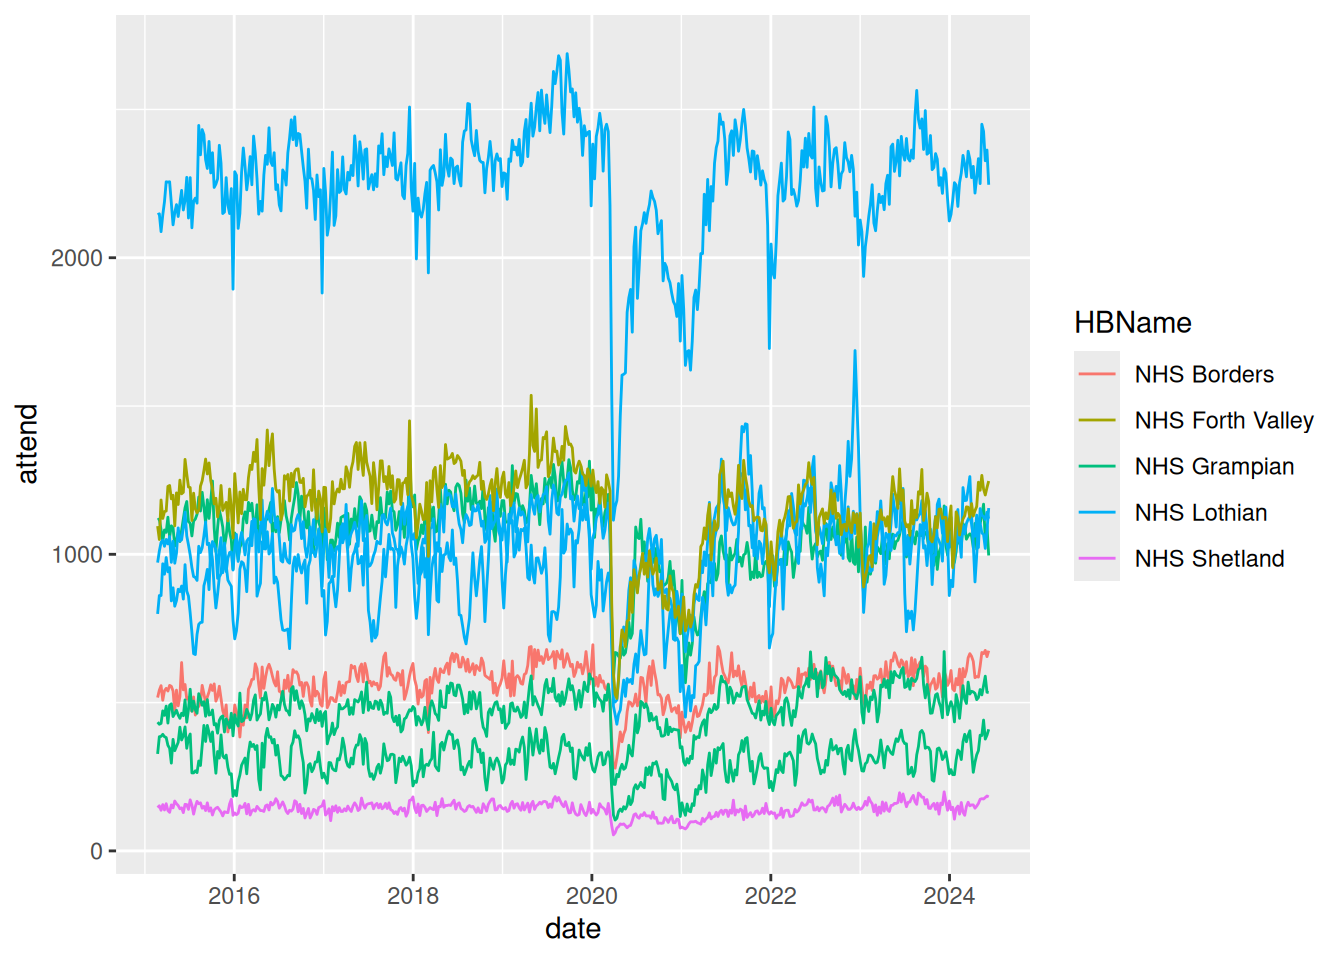 attend
2000
1000
0
2016 2018 2020 2022 2024
date
HBName
NHS Borders
NHS Forth Valley
NHS Grampian
NHS Lothian
NHS Shetland